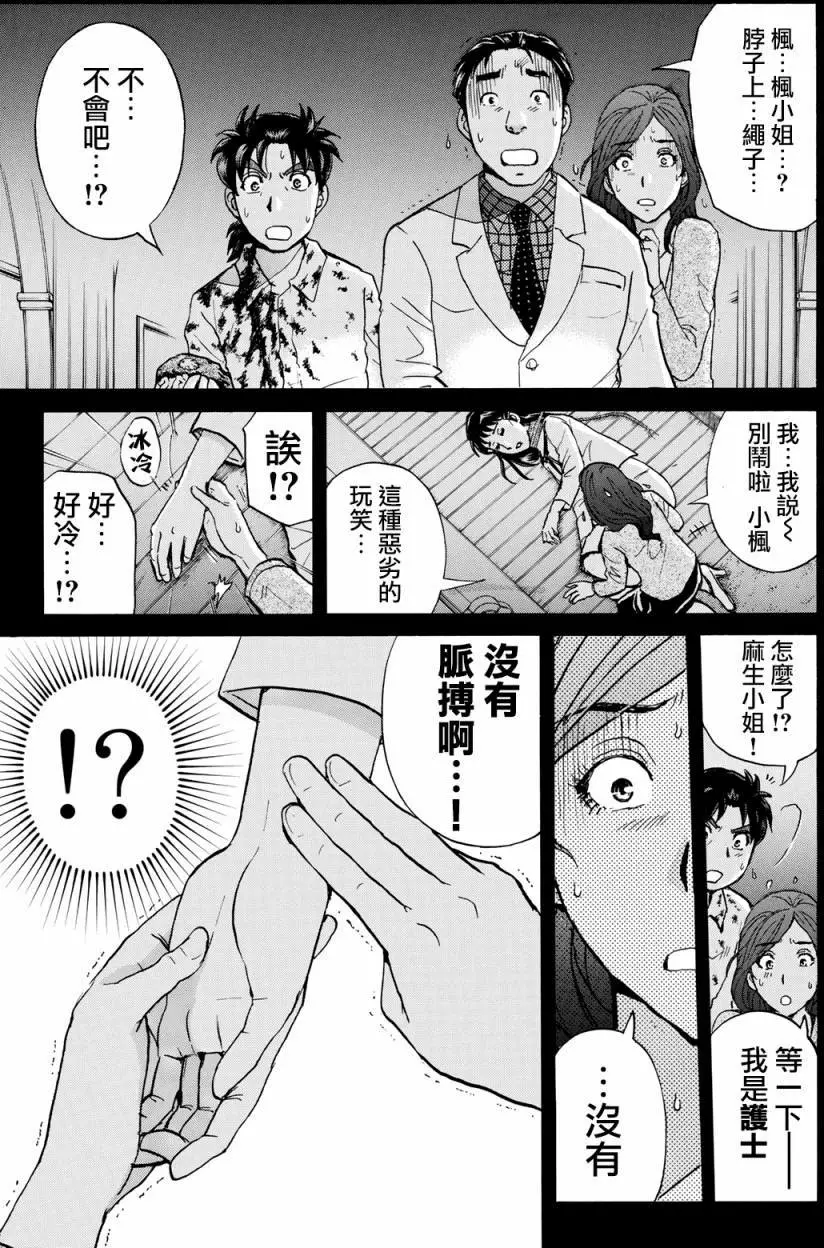 楓…楓小姐…?
脖子上…繩子…
不…
不會吧…!?
我…我説~
別鬧啦 小楓
這種惡劣的
玩笑…
誒!?
冰冷
好…
好冷…!?
怎麼了!?
麻生小姐!
等一下──
我是護士
…沒有
沒有
脈搏啊…!
!?